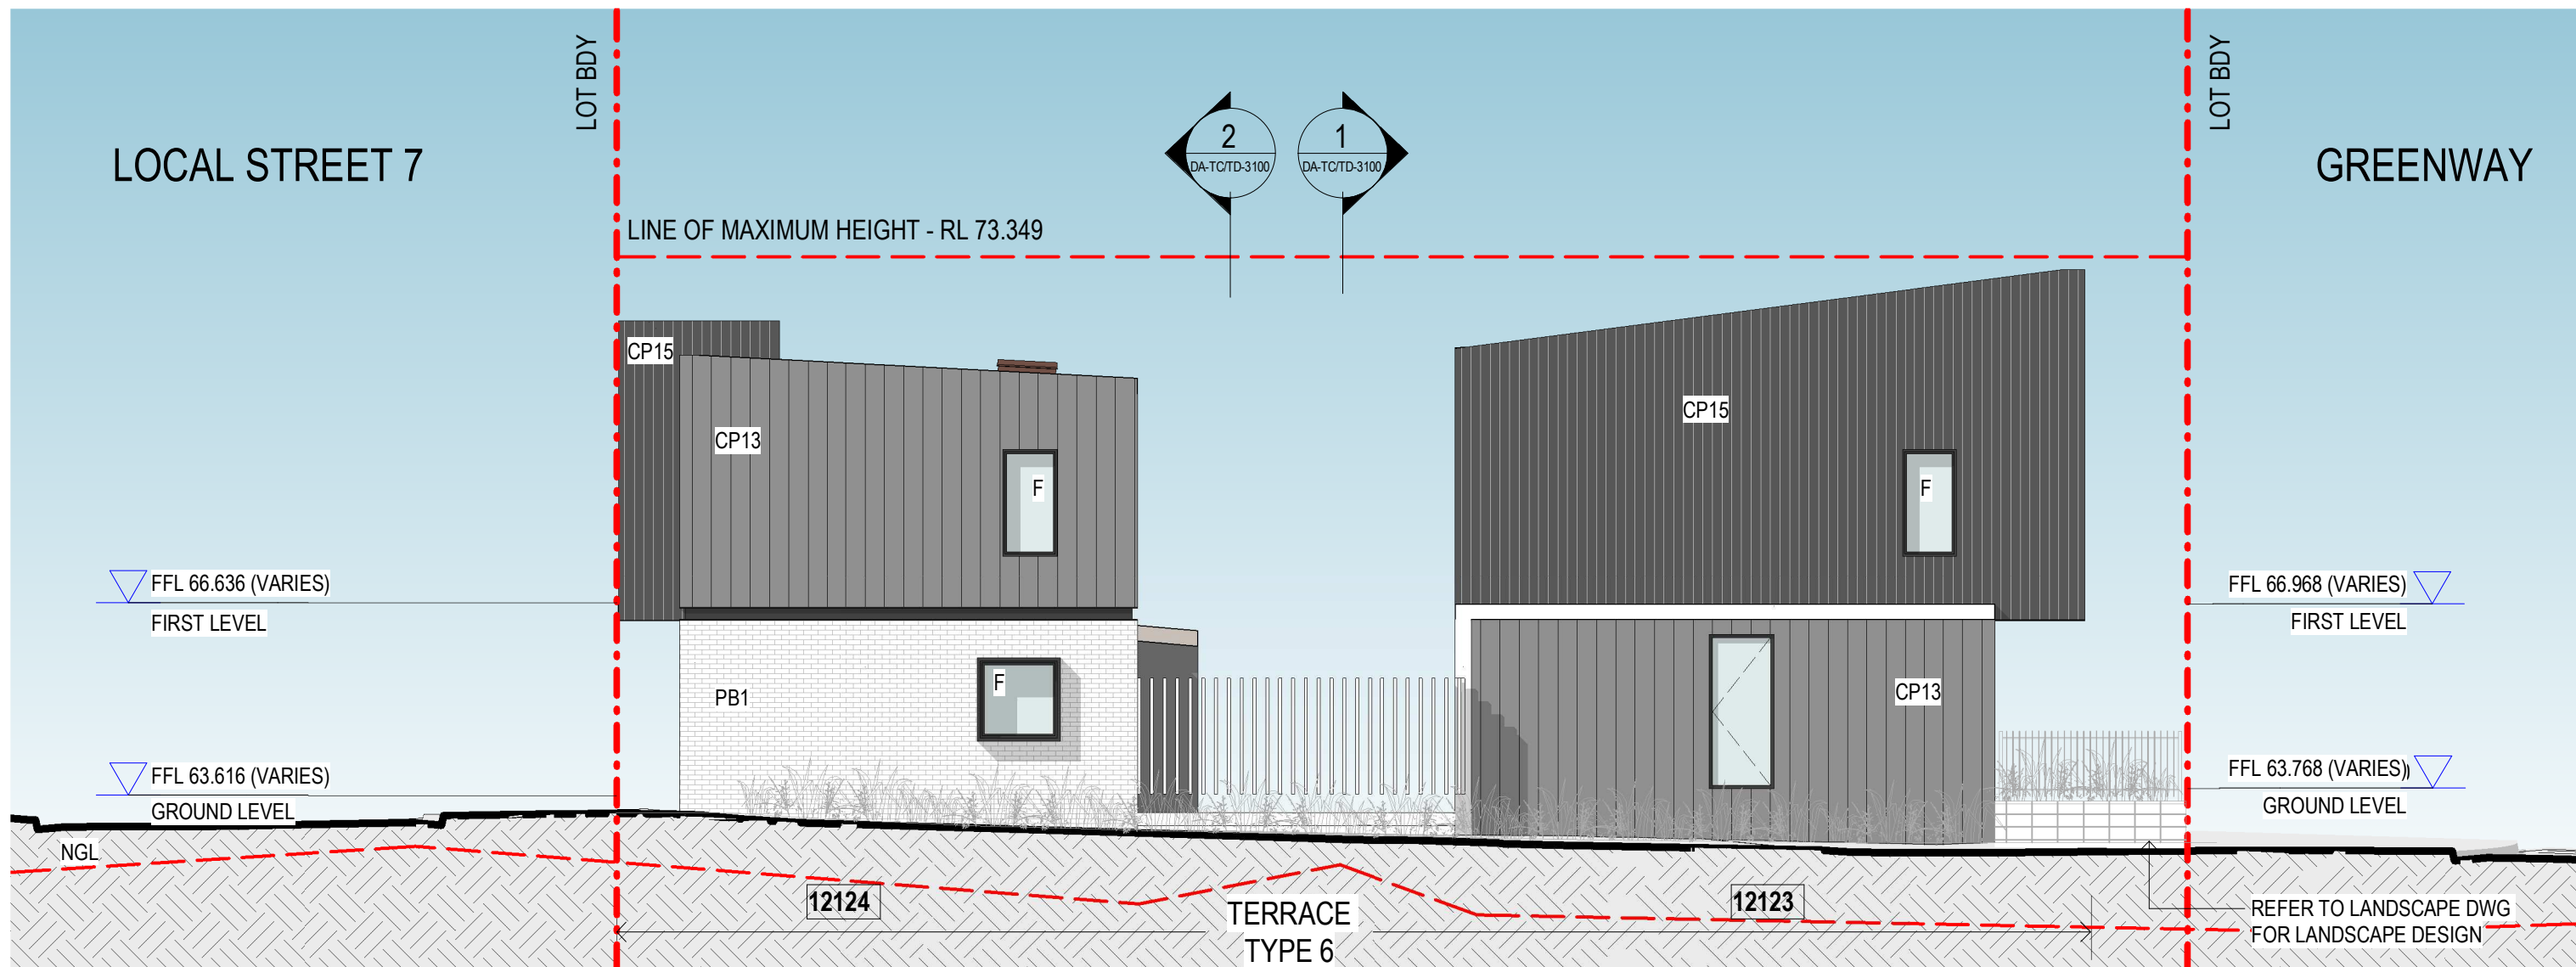 LOT BDY
LOT BDY
LOCAL STREET 7
GREENWAY
2
DA-TC/TD-3100
1
DA-TC/TD-3100
LINE OF MAXIMUM HEIGHT - RL 73.349
CP15
CP13
F
CP15
F
FFL 66.636 (VARIES)
FIRST LEVEL
FFL 66.968 (VARIES)
FIRST LEVEL
PB1
F
CP13
FFL 63.616 (VARIES)
GROUND LEVEL
FFL 63.768 (VARIES))
GROUND LEVEL
NGL
12124
12123
TERRACE
TYPE 6
REFER TO LANDSCAPE DWG
FOR LANDSCAPE DESIGN